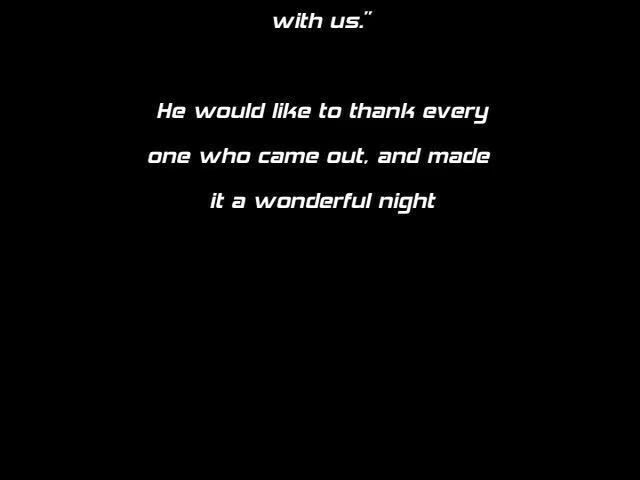 with us."
He would like to thank every
one who came out, and made
it a wonderful night